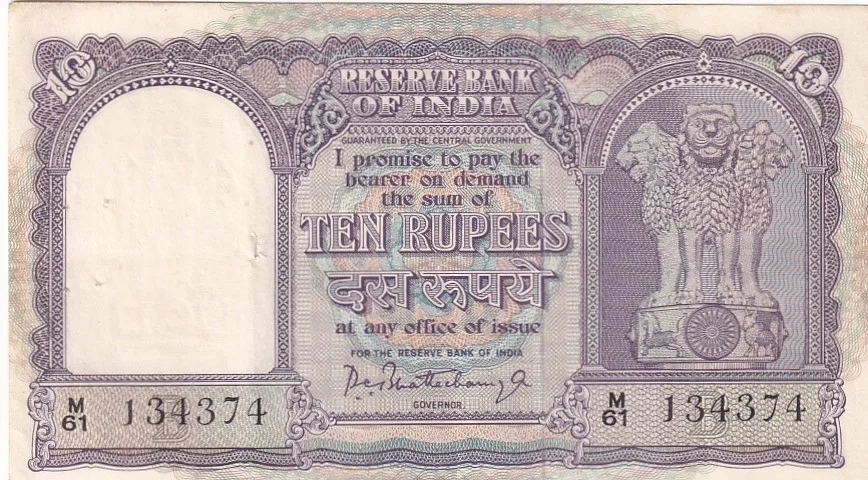 10 10
RESERVE BANK
OF INDIA
GUARANTEED BY THE CENTRAL GOVERNMENT
I promise to pay the
bearer on demand
the sum of
TEN RUPEES
दस रूपये
at any office of issue
FOR THE RESERVE BANK OF INDIA
P.C. Bhattacharyya
GOVERNOR.
M/61 134374
M/61 134374